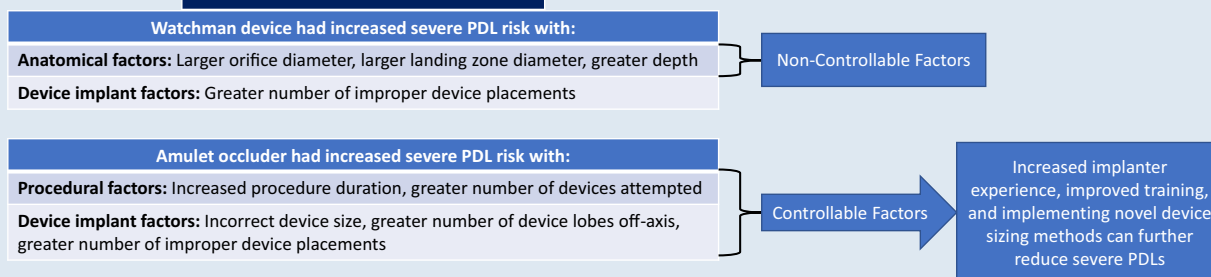 Watchman device had increased severe PDL risk with:
Anatomical factors: Larger orifice diameter, larger landing zone diameter, greater depth
Device implant factors: Greater number of improper device placements
Non-Controllable Factors
Amulet occluder had increased severe PDL risk with:
Procedural factors: Increased procedure duration, greater number of devices attempted
Device implant factors: Incorrect device size, greater number of device lobes off-axis,
greater number of improper device placements
Controllable Factors
Increased implanter
experience, improved training,
and implementing novel device
sizing methods can further
reduce severe PDLs